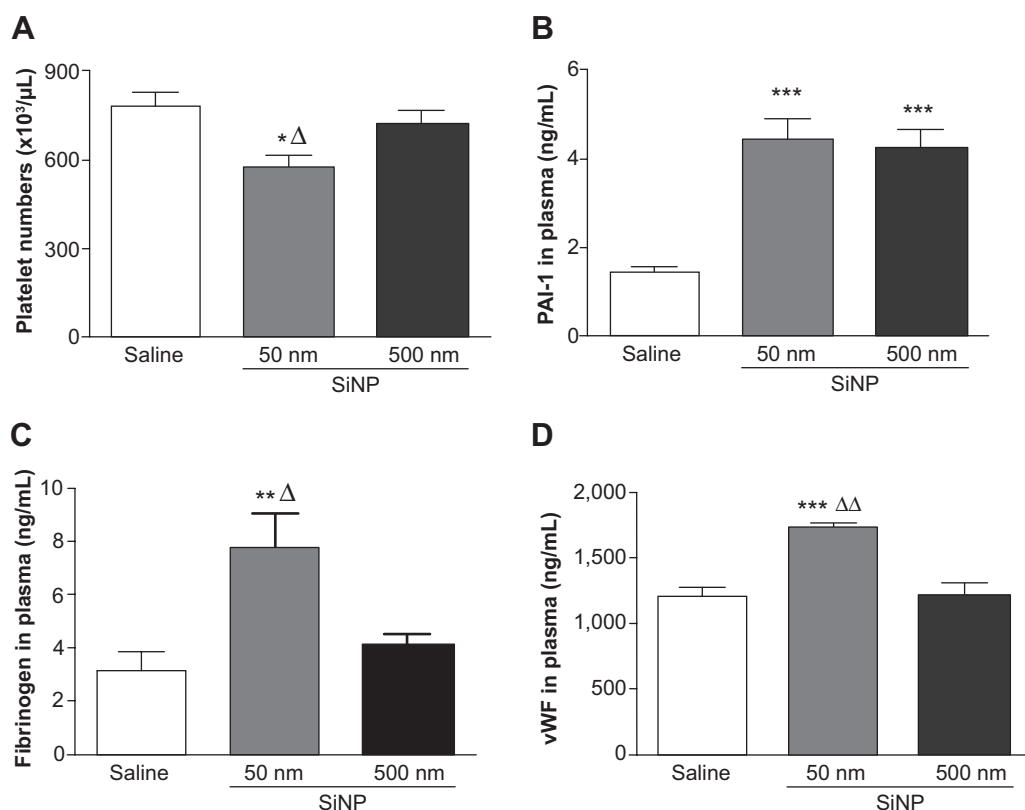 A
Platelet numbers (x10³/µL)
900
600
300
0
* Δ
Saline
50 nm
500 nm
SiNP
B
PAI-1 in plasma (ng/mL)
6
4
2
0
***
***
Saline
50 nm
500 nm
SiNP
C
Fibrinogen in plasma (ng/mL)
10
8
6
4
2
0
** Δ
Saline
50 nm
500 nm
SiNP
D
vWF in plasma (ng/mL)
2,000
1,500
1,000
500
0
*** ΔΔ
Saline
50 nm
500 nm
SiNP